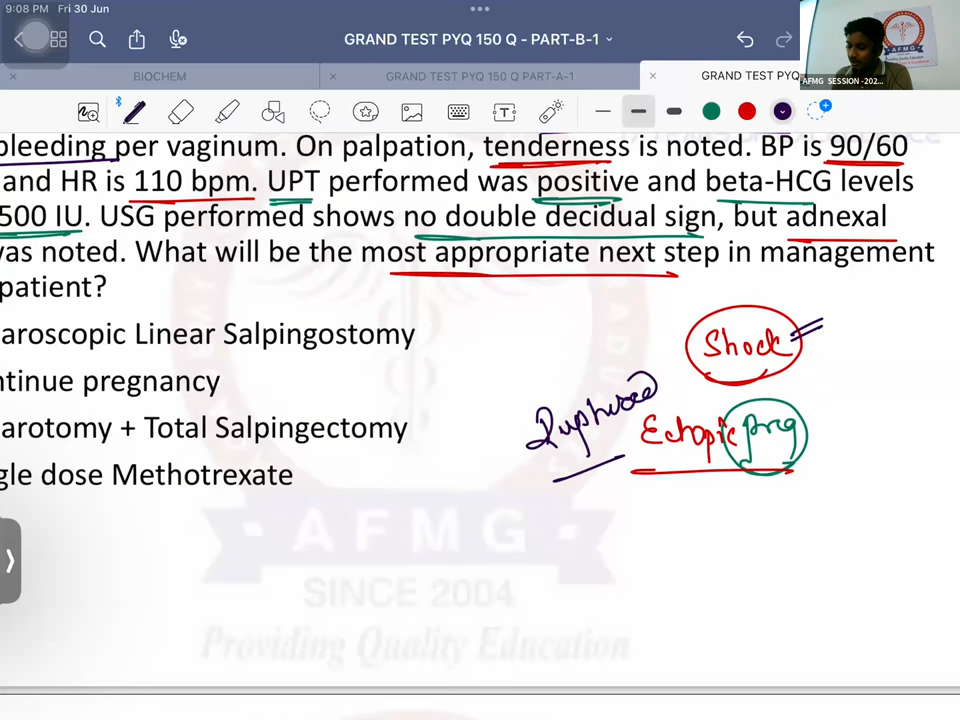 9:08 PM Fri 30 Jun
GRAND TEST PYQ 150 Q - PART-B-1
BIOCHEM
GRAND TEST PYQ 150 Q PART-A-1
GRAND TEST PYQ
AFMG SESSION -202...
AFMG
bleeding per vaginum. On palpation, tenderness is noted. BP is 90/60
and HR is 110 bpm. UPT performed was positive and beta-HCG levels
500 IU. USG performed shows no double decidual sign, but adnexal
was noted. What will be the most appropriate next step in management
patient?
aroscopic Linear Salpingostomy
ntinue pregnancy
arotomy + Total Salpingectomy
gle dose Methotrexate
Shock
Ruptured
Ectopic preg
AFMG
SINCE 2004
Providing Quality Education